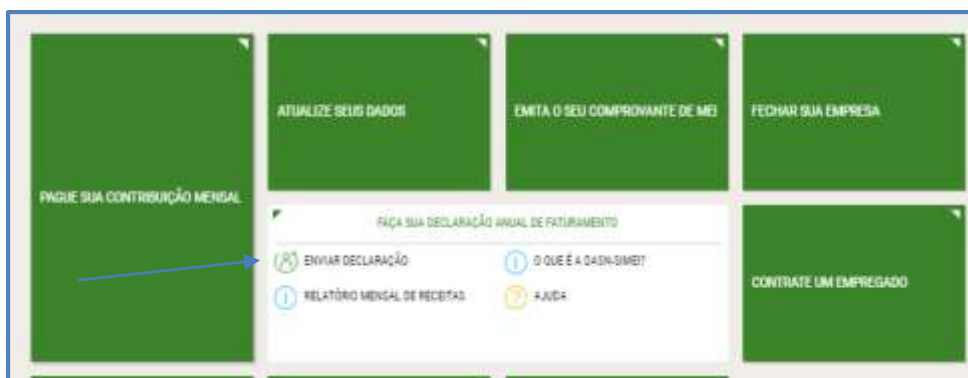 PAGUE SUA CONTRIBUIÇÃO MENSAL
ATUALIZE SEUS DADOS
EMITA O SEU COMPROVANTE DE MEI
FECHAR SUA EMPRESA
FAÇA SUA DECLARAÇÃO ANUAL DE FATURAMENTO
ENVIAR DECLARAÇÃO
O QUE É A DASN-SIMEI?
RELATÓRIO MENSAL DE RECEITAS
AJUDA
CONTRATE UM EMPREGADO